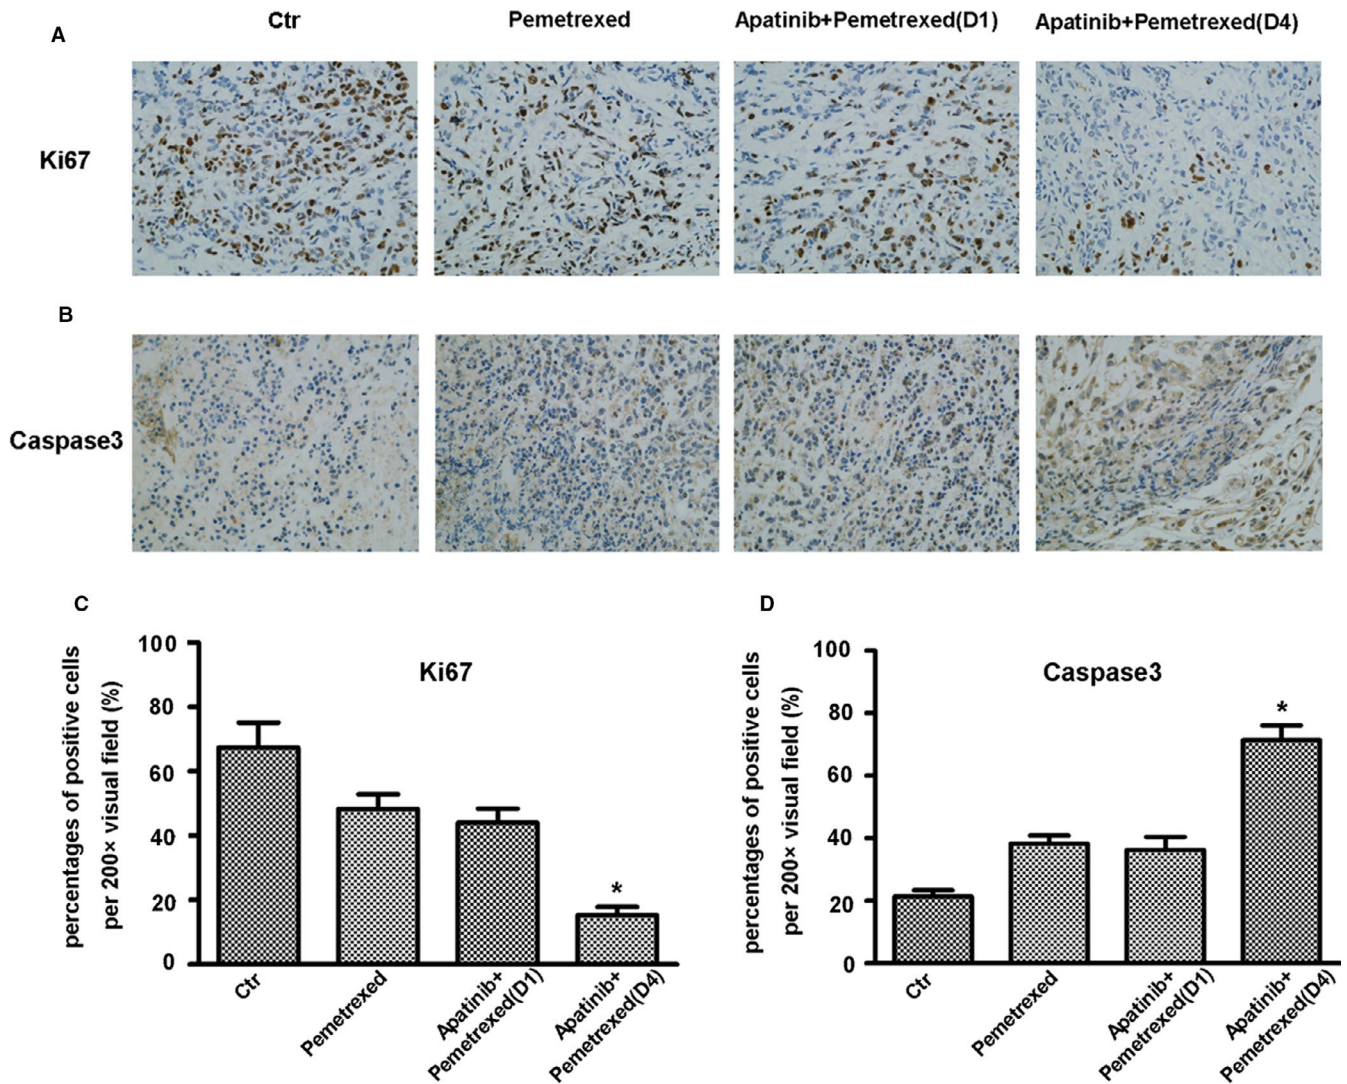 A
Ctr
Pemetrexed
Apatinib+Pemetrexed(D1)
Apatinib+Pemetrexed(D4)
Ki67
B
Caspase3
C
percentages of positive cells
per 200× visual field (%)
Ki67
100
80
60
40
20
0
*
Ctr
Pemetrexed
Apatinib+
Pemetrexed(D1)
Apatinib+
Pemetrexed(D4)
D
percentages of positive cells
per 200× visual field (%)
Caspase3
100
80
60
40
20
0
*
Ctr
Pemetrexed
Apatinib+
Pemetrexed(D1)
Apatinib+
Pemetrexed(D4)